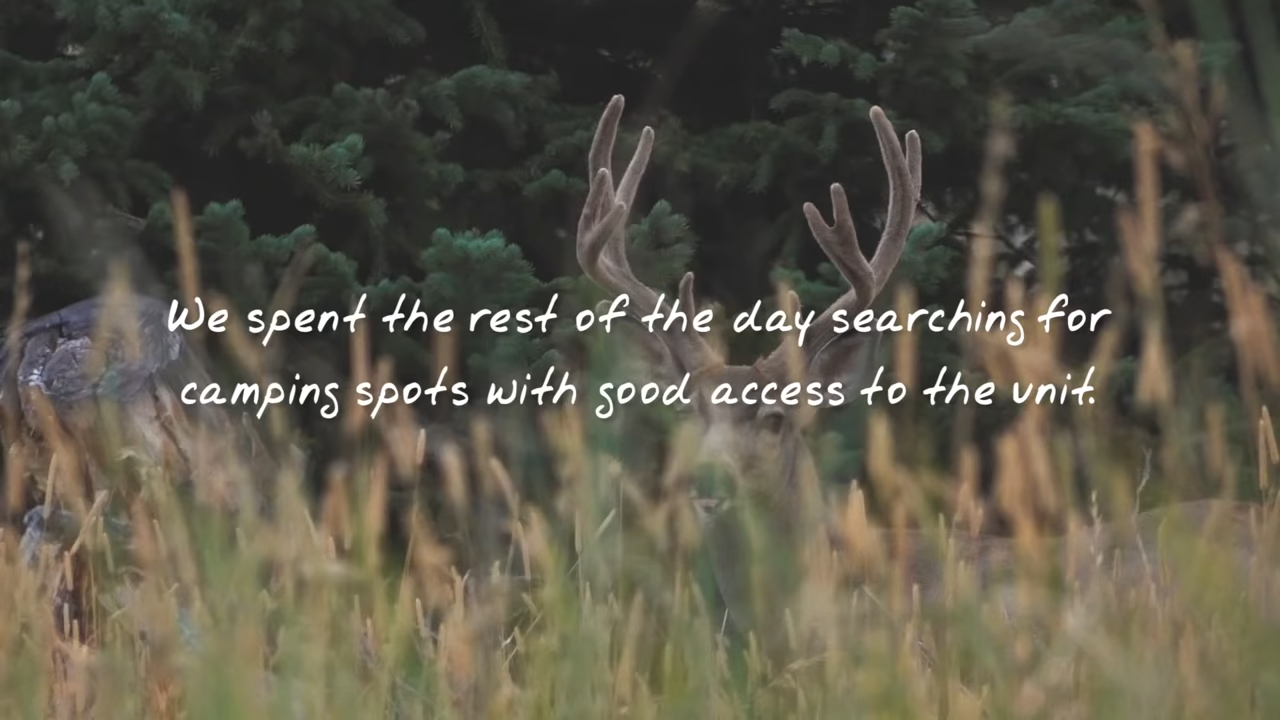 We spent the rest of the day searching for
camping spots with good access to the unit.